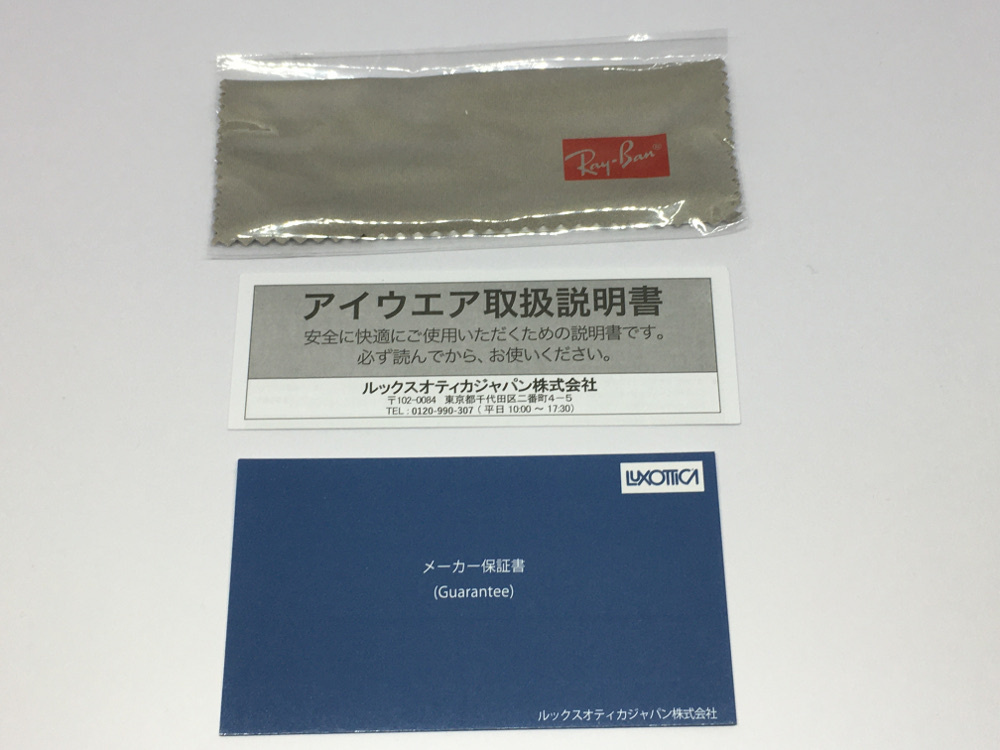 Ray-Ban®
アイウエア取扱説明書
安全に快適にご使用いただくための説明書です。
必ず読んでから、お使いください。
ルックスオティカジャパン株式会社
〒102-0084 東京都千代田区二番町4-5
TEL : 0120-990-307 ( 平日 10:00 ~ 17:30)
LUXOTTICA
メーカー保証書
(Guarantee)
ルックスオティカジャパン株式会社